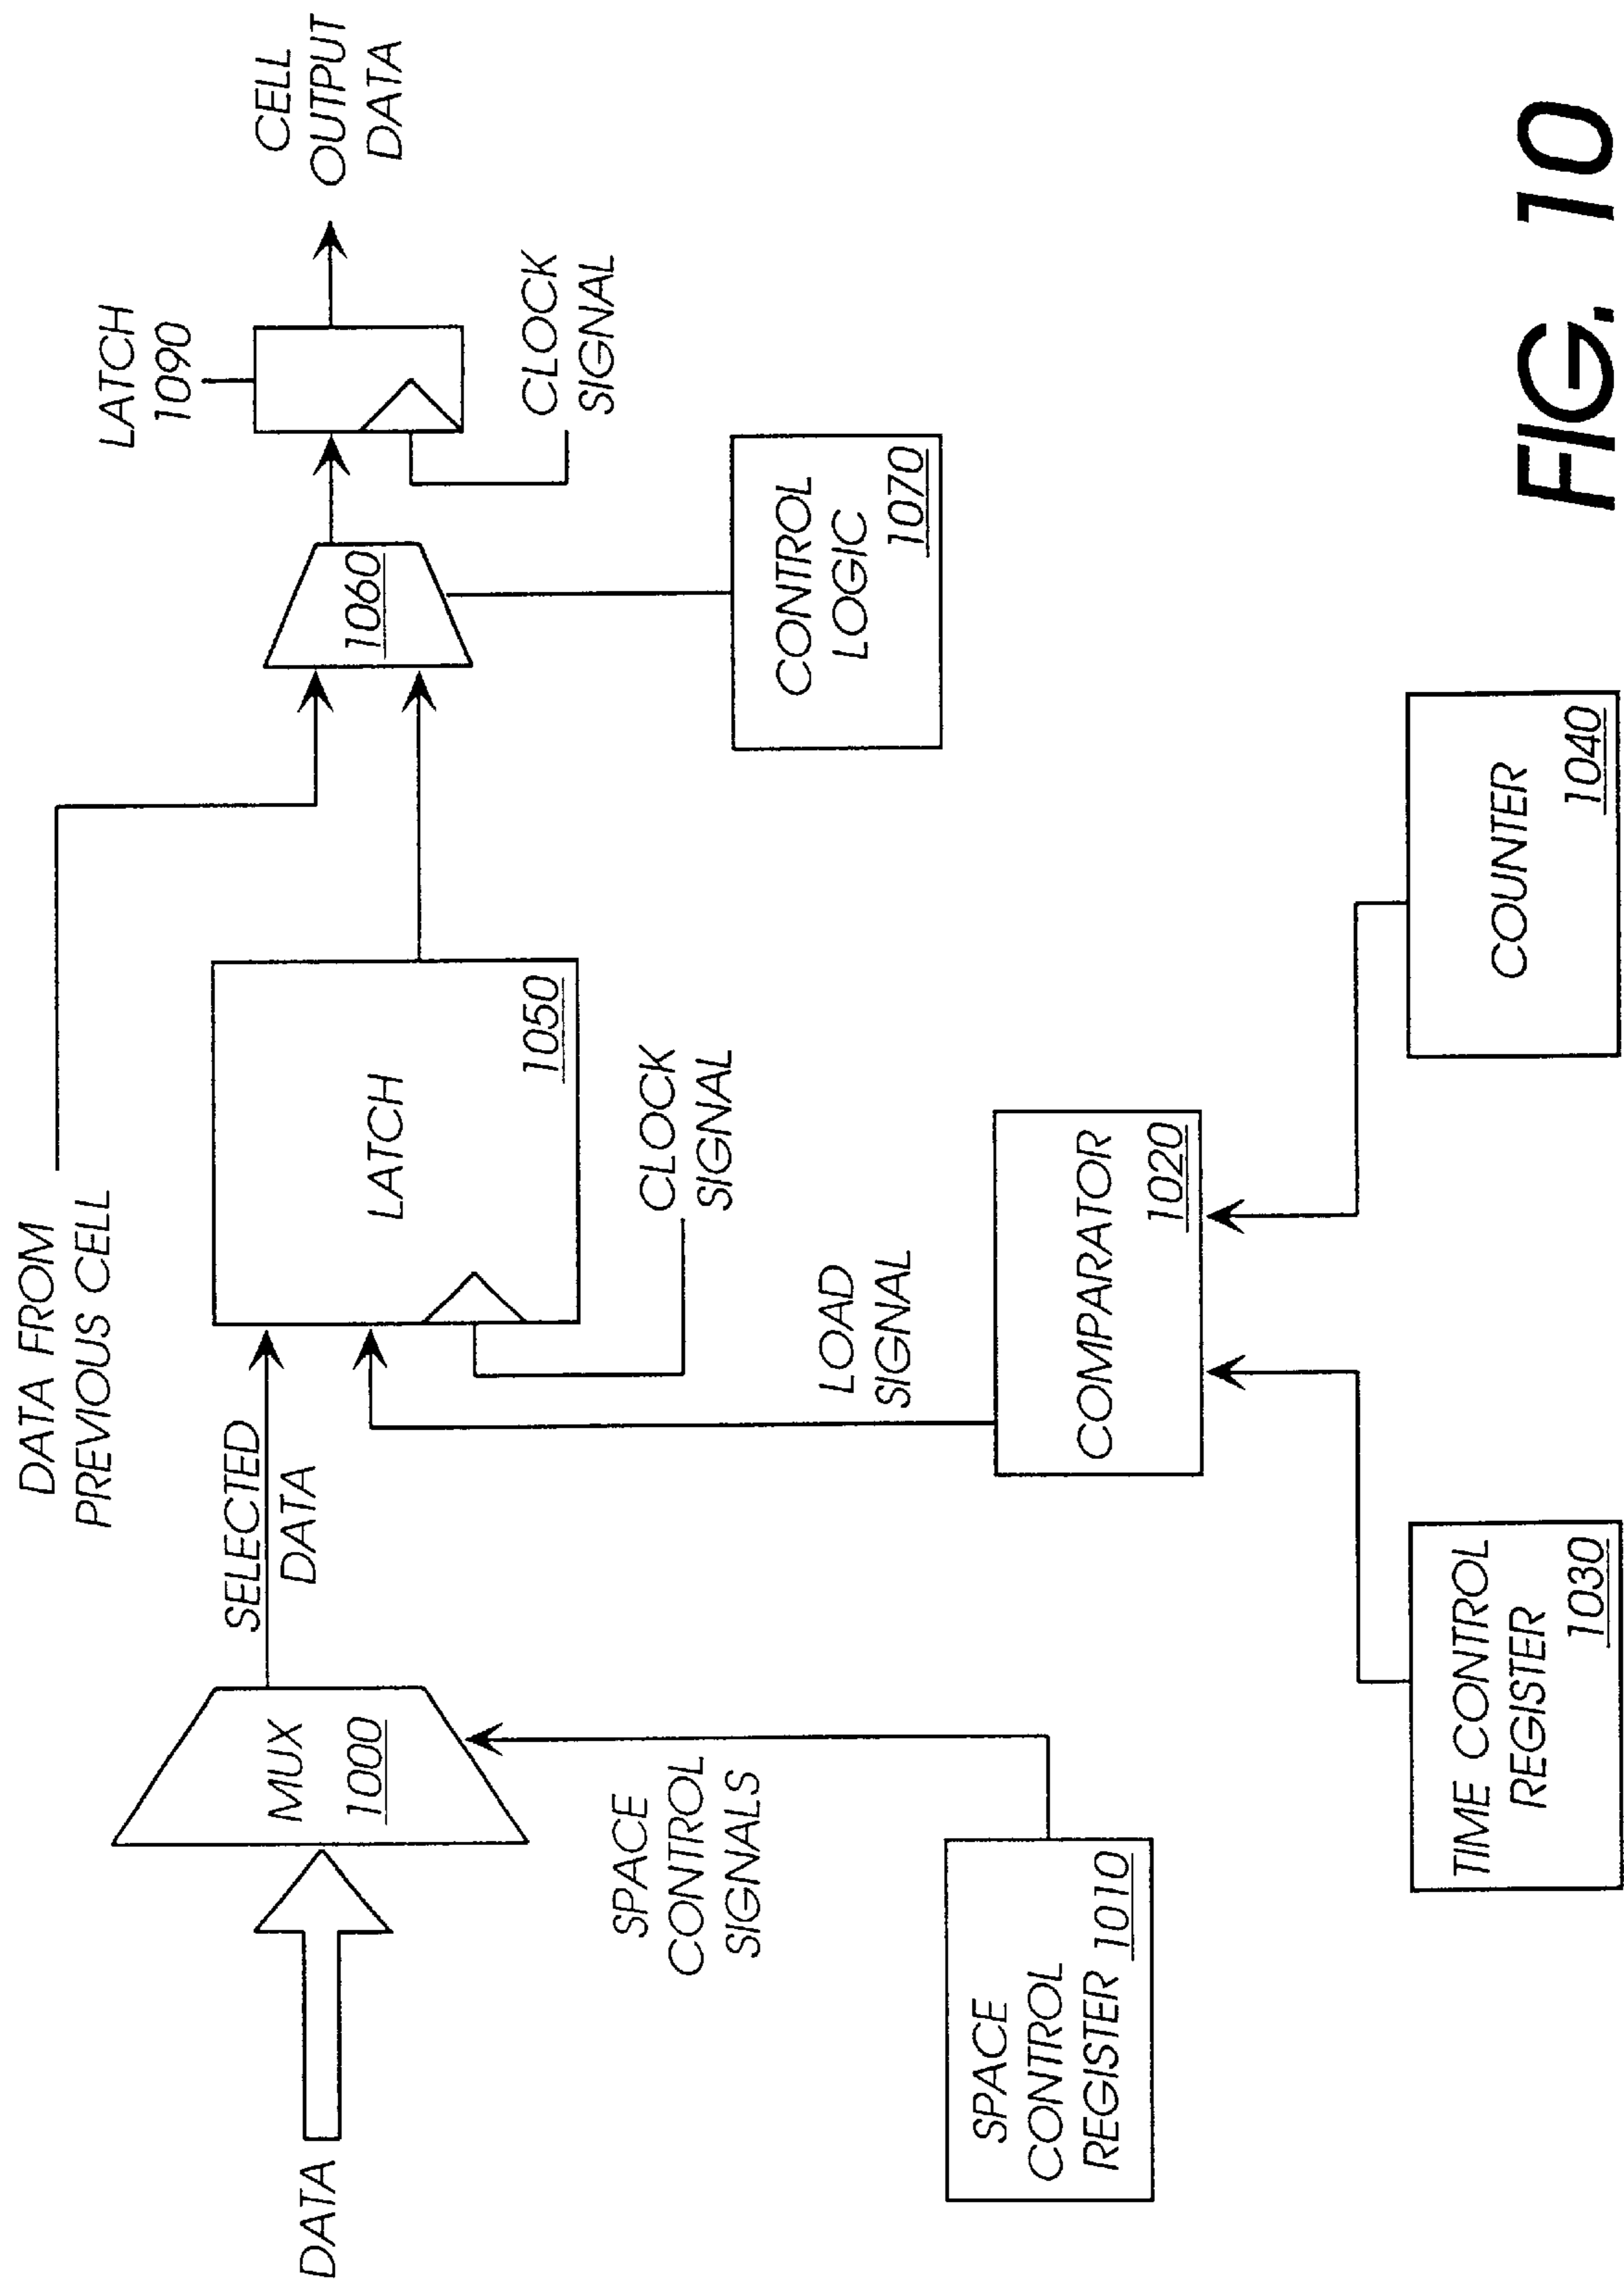 DATA FROM
PREVIOUS CELL
LATCH
1090
CELL
OUTPUT
DATA
DATA
MUX
1000
SELECTED
DATA
LATCH
1050
1060
CLOCK
SIGNAL
CLOCK
SIGNAL
SPACE
CONTROL
SIGNALS
LOAD
SIGNAL
CONTROL
LOGIC
1070
SPACE
CONTROL
REGISTER 1010
COMPARATOR
1020
TIME CONTROL
REGISTER
1030
COUNTER
1040
FIG. 10